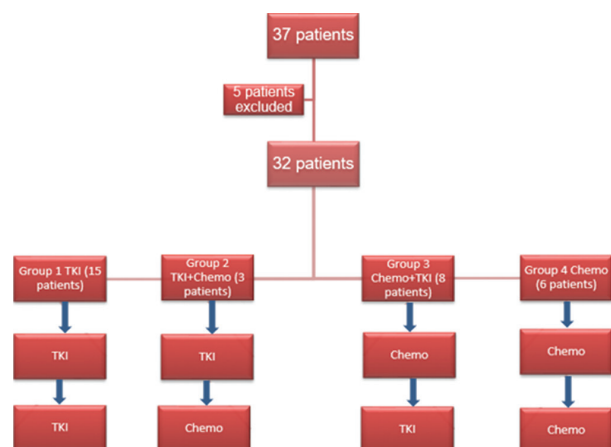 37 patients
5 patients
excluded
32 patients
Group 1 TKI (15
patients)
Group 2
TKI+Chemo (3
patients)
Group 3
Chemo+TKI (8
patients)
Group 4 Chemo
(6 patients)
TKI
TKI
Chemo
Chemo
TKI
Chemo
TKI
Chemo